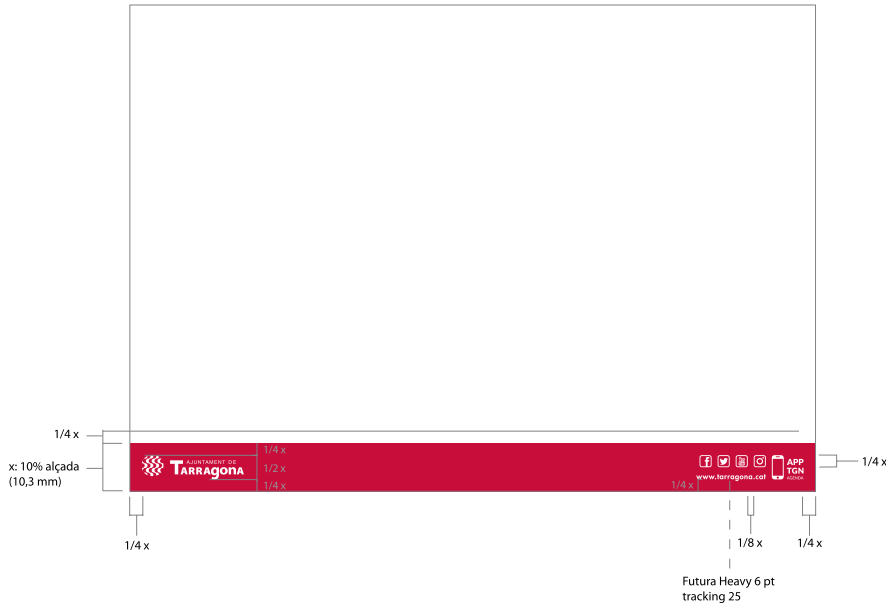 1/4 x
x: 10% alçada
(10,3 mm)
AJUNTAMENT DE
TARRAgona
1/4 x
1/2 x
1/4 x
www.tarragona.cat
1/4 x
APP
TGN
AGENDA
1/4 x
1/4 x
1/8 x
1/4 x
Futura Heavy 6 pt
tracking 25